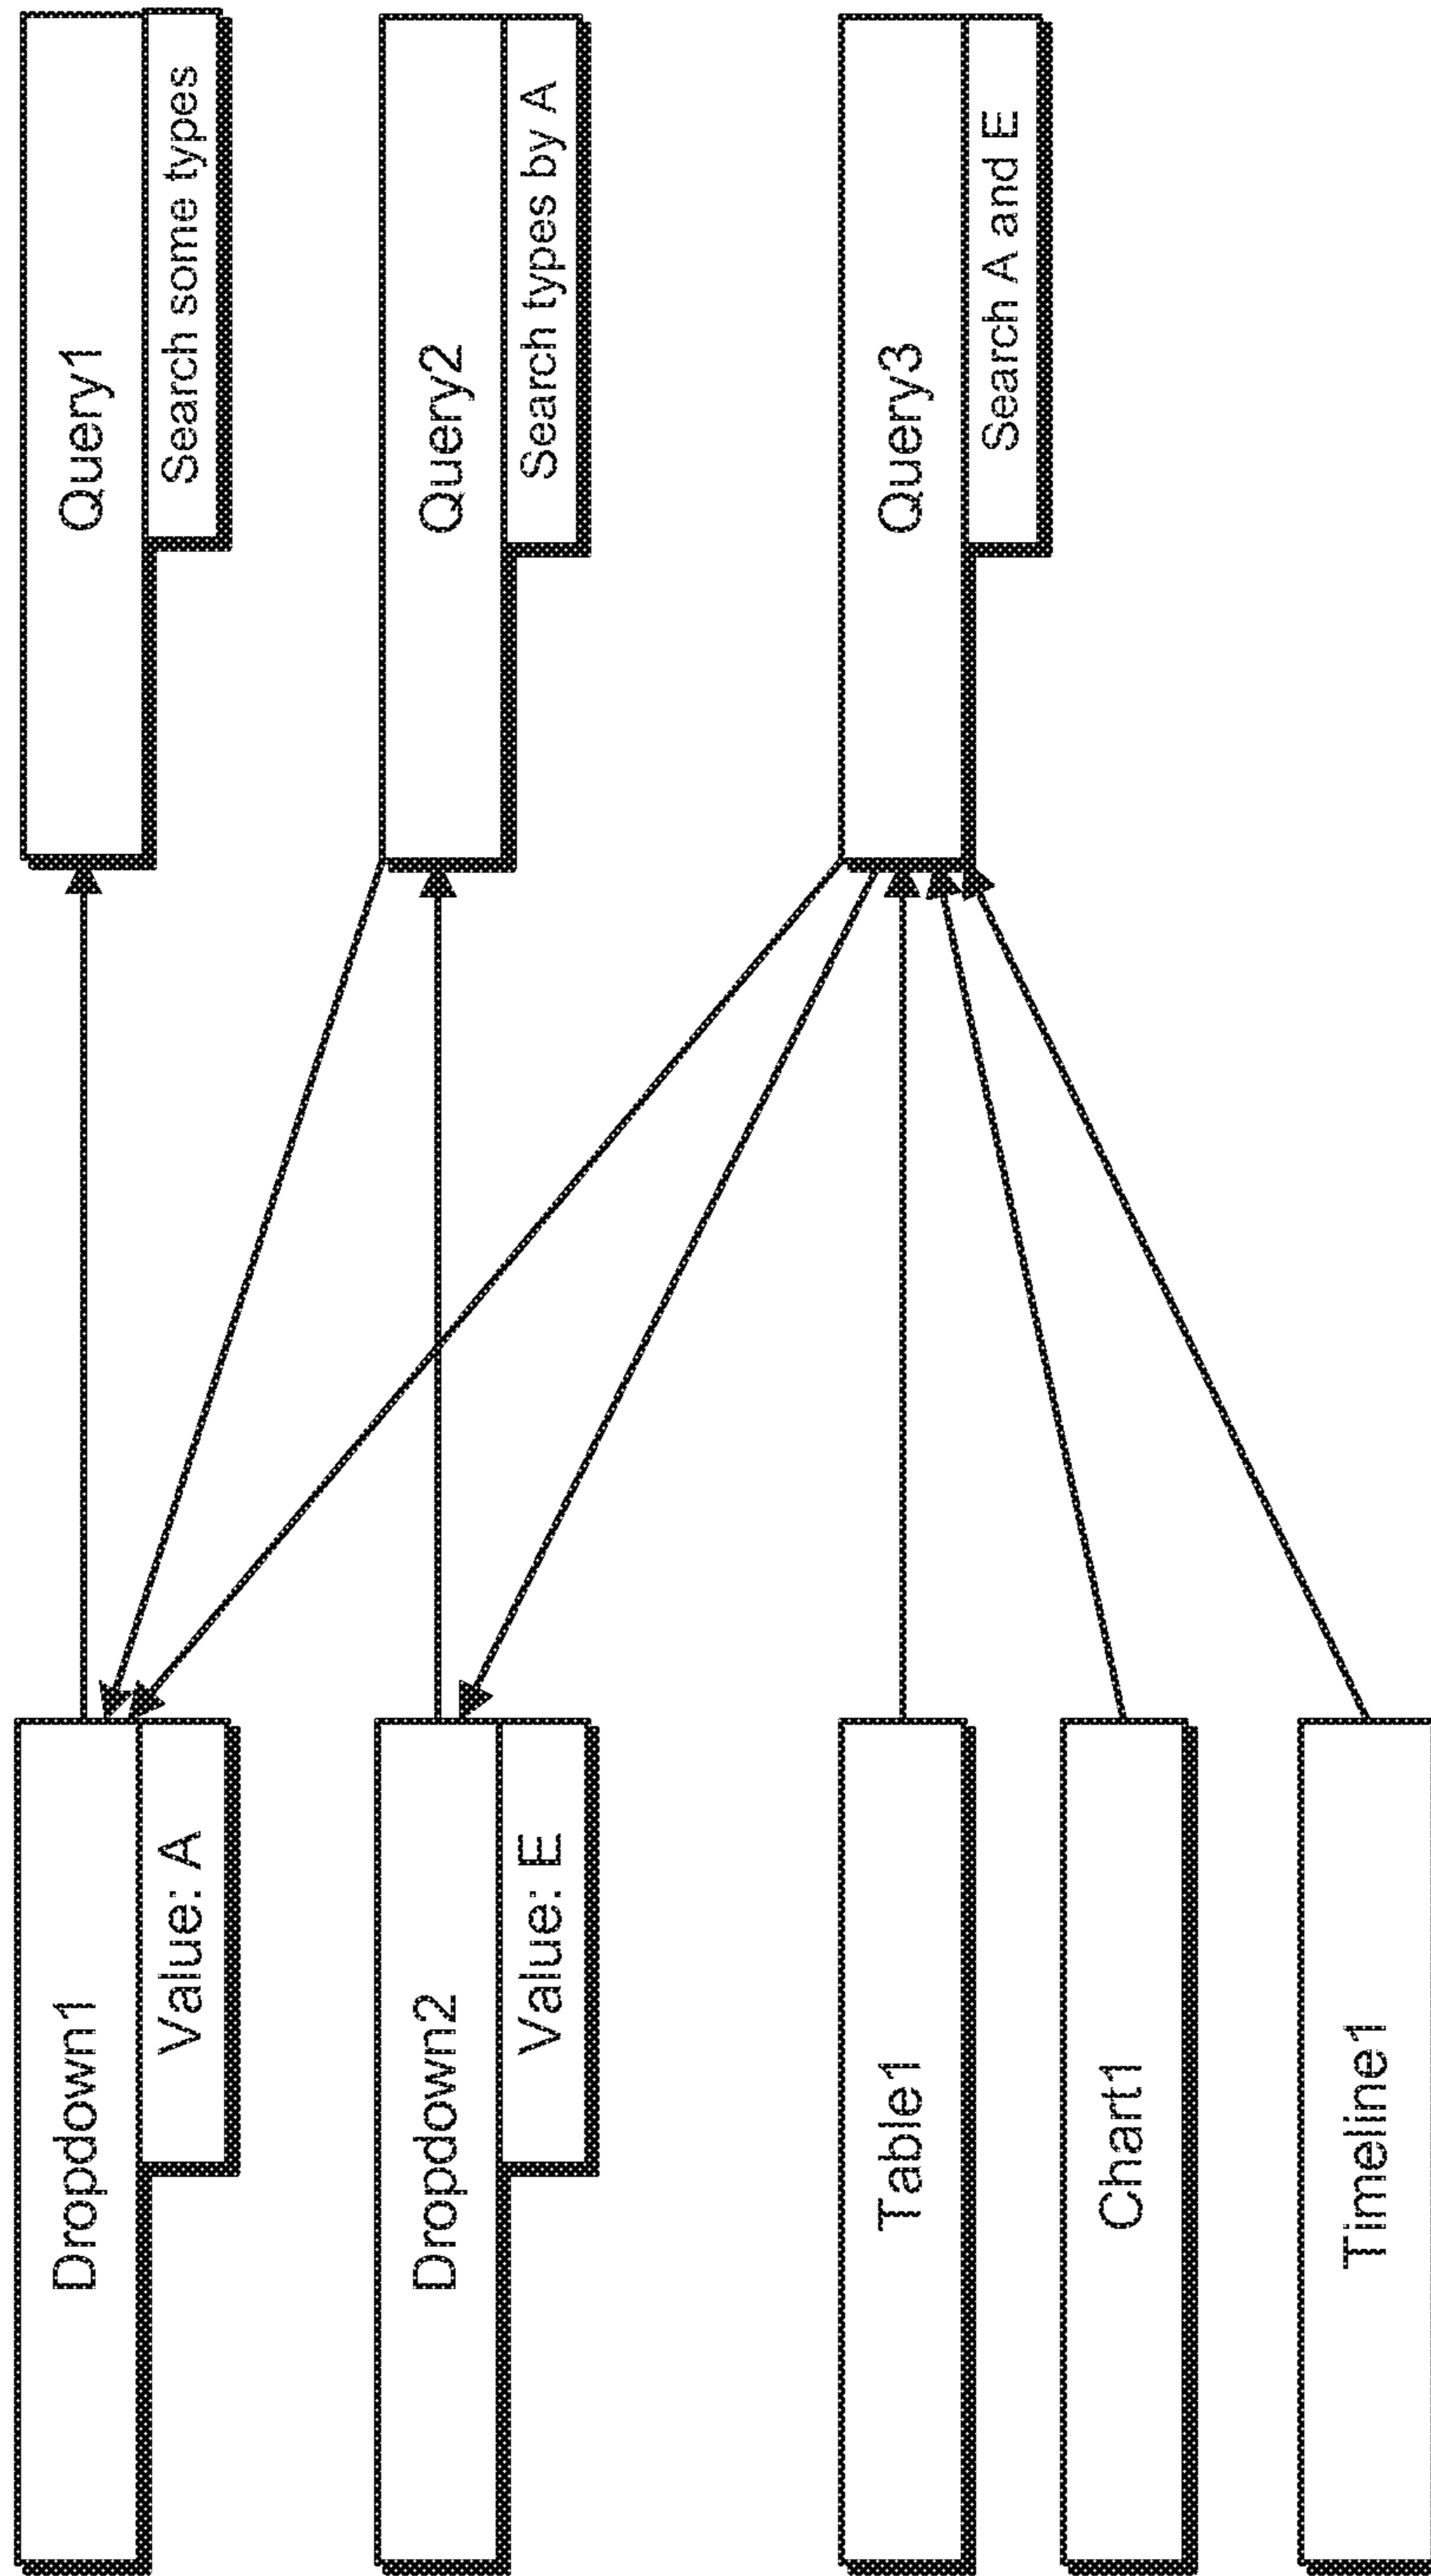 Dropdown1
Value: A
Query1
Search some types
Dropdown2
Value: E
Query2
Search types by A
Table1
Query3
Search A and E
Chart1
Timeline1